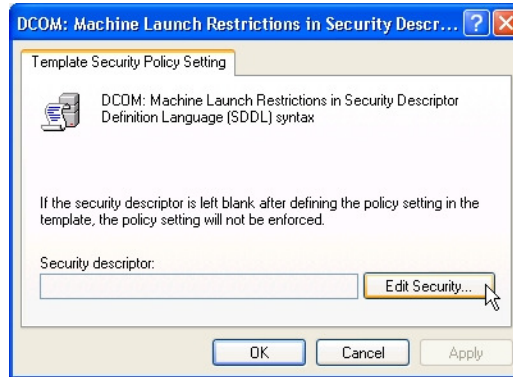 DCOM: Machine Launch Restrictions in Security Descr... ?
Template Security Policy Setting
DCOM: Machine Launch Restrictions in Security Descriptor
Definition Language (SDDL) syntax
If the security descriptor is left blank after defining the policy setting in the
template, the policy setting will not be enforced.
Security descriptor:
Edit Security...
OK Cancel Apply